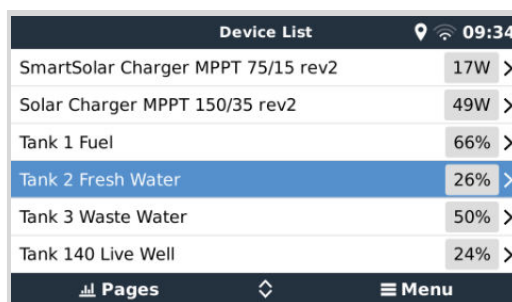 Device List 09:34
SmartSolar Charger MPPT 75/15 rev2 17W
Solar Charger MPPT 150/35 rev2 49W
Tank 1 Fuel 66%
Tank 2 Fresh Water 26%
Tank 3 Waste Water 50%
Tank 140 Live Well 24%
Pages Menu